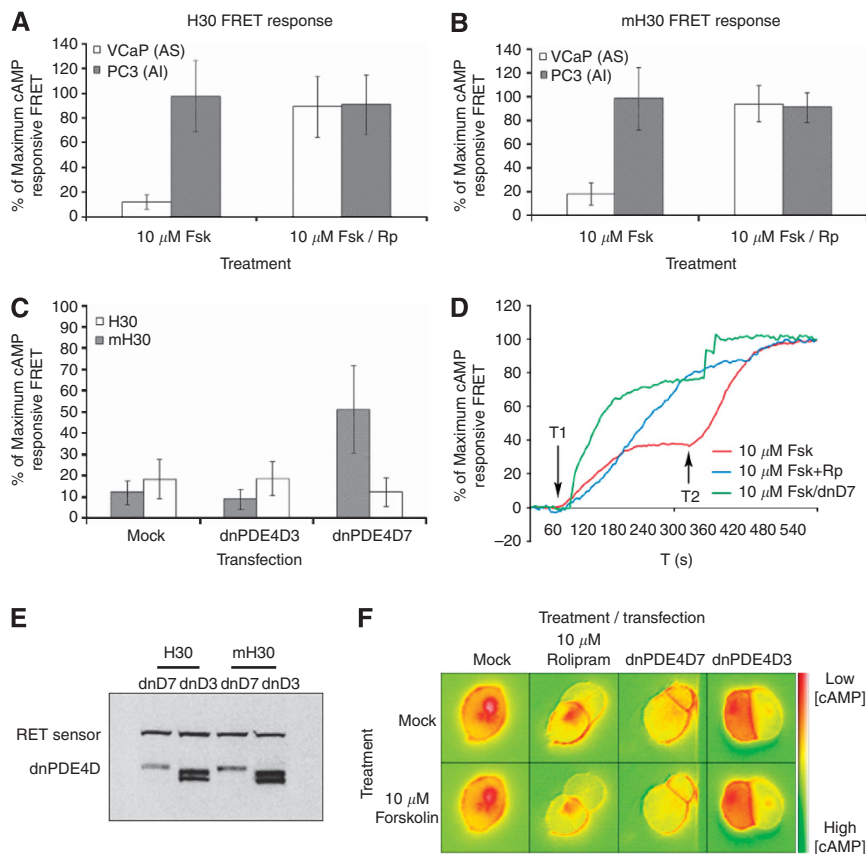 A
H30 FRET response
% of Maximum cAMP
responsive FRET
140
120
100
80
60
40
20
0
VCaP (AS)
PC3 (AI)
10 μM Fsk
10 μM Fsk / Rp
Treatment
B
mH30 FRET response
% of Maximum cAMP
responsive FRET
140
120
100
80
60
40
20
0
VCaP (AS)
PC3 (AI)
10 μM Fsk
10 μM Fsk / Rp
Treatment
C
% of Maximum cAMP
responsive FRET
100
90
80
70
60
50
40
30
20
10
0
H30
mH30
Mock
dnPDE4D3
dnPDE4D7
Transfection
D
% of Maximum cAMP
responsive FRET
120
100
80
60
40
20
0
−20
T1
T2
10 μM Fsk
10 μM Fsk+Rp
10 μM Fsk/dnD7
60 120 180 240 300 360 420 480 540
T (s)
E
H30
mH30
dnD7 dnD3 dnD7 dnD3
RET sensor
dnPDE4D
F
Treatment / transfection
Mock
10 μM
Rolipram
dnPDE4D7
dnPDE4D3
Treatment
Mock
10 μM
Forskolin
Low
[cAMP]
High
[cAMP]